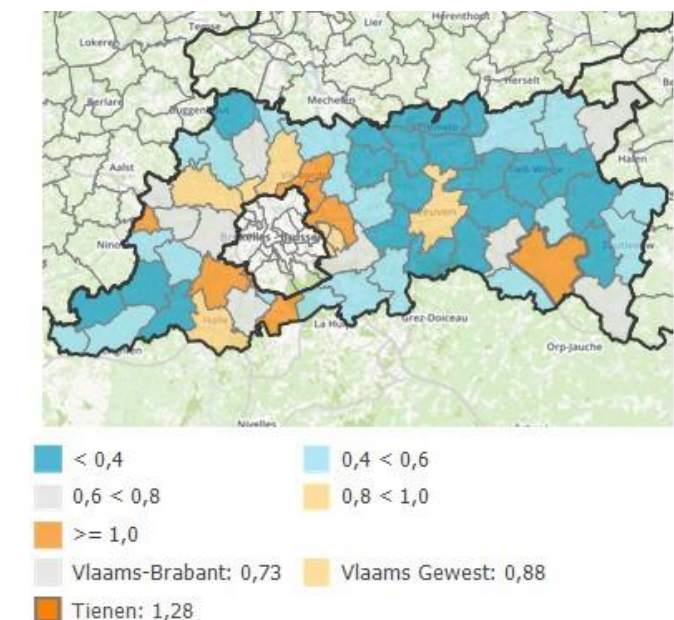 Temse
Lier
Herenthout
Lokeren
Herselt
Berlare
Mechelen
Aalst
Halen
Leuven
La Hulpe
Grez-Doiceau
Halle
Orp-Jauche
Nivelles
< 0,4
0,4 < 0,6
0,6 < 0,8
0,8 < 1,0
>= 1,0
Vlaams-Brabant: 0,73
Vlaams Gewest: 0,88
Tienen: 1,28